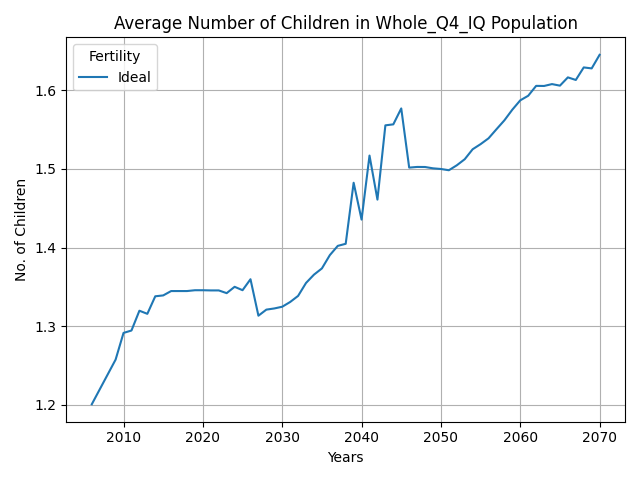 Average Number of Children in Whole_Q4_IQ Population
Fertility
Ideal
No. of Children
1.6
1.5
1.4
1.3
1.2
2010 2020 2030 2040 2050 2060 2070
Years